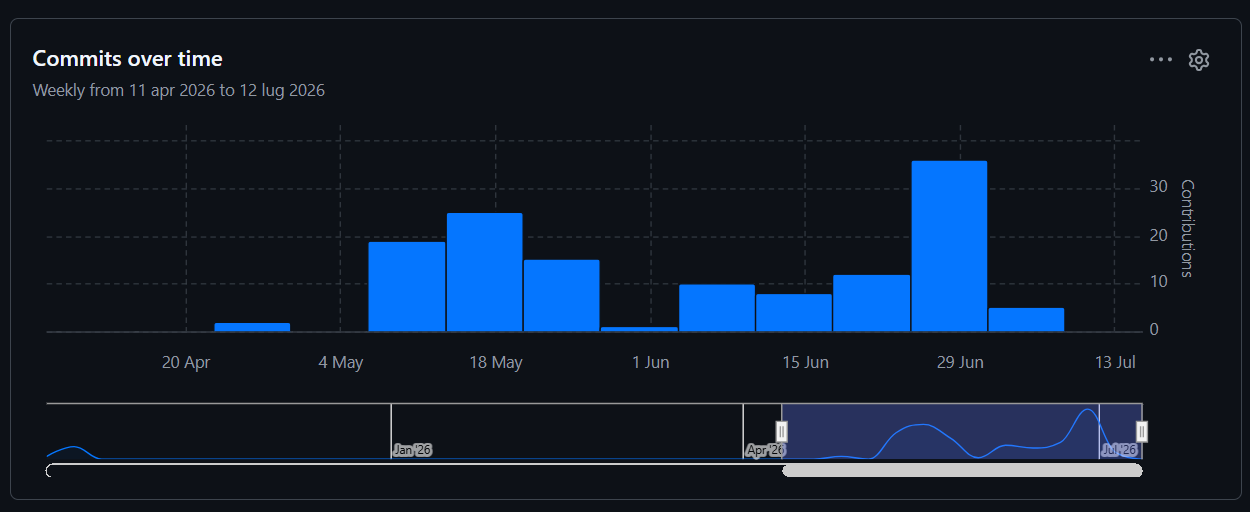 Commits over time
Weekly from 11 apr 2026 to 12 lug 2026
30
20
10
0
Contributions
20 Apr
4 May
18 May
1 Jun
15 Jun
29 Jun
13 Jul
Jan '26
Apr '26
Jul '26